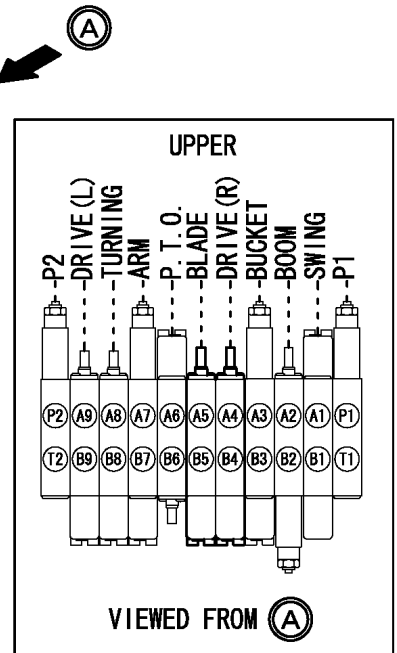 A
UPPER
P2
DRIVE(L)
TURNING
ARM
P.T.O.
BLADE
DRIVE(R)
BUCKET
BOOM
SWING
P1
P2 A9 A8 A7 A6 A5 A4 A3 A2 A1 P1
T2 B9 B8 B7 B6 B5 B4 B3 B2 B1 T1
VIEWED FROM A